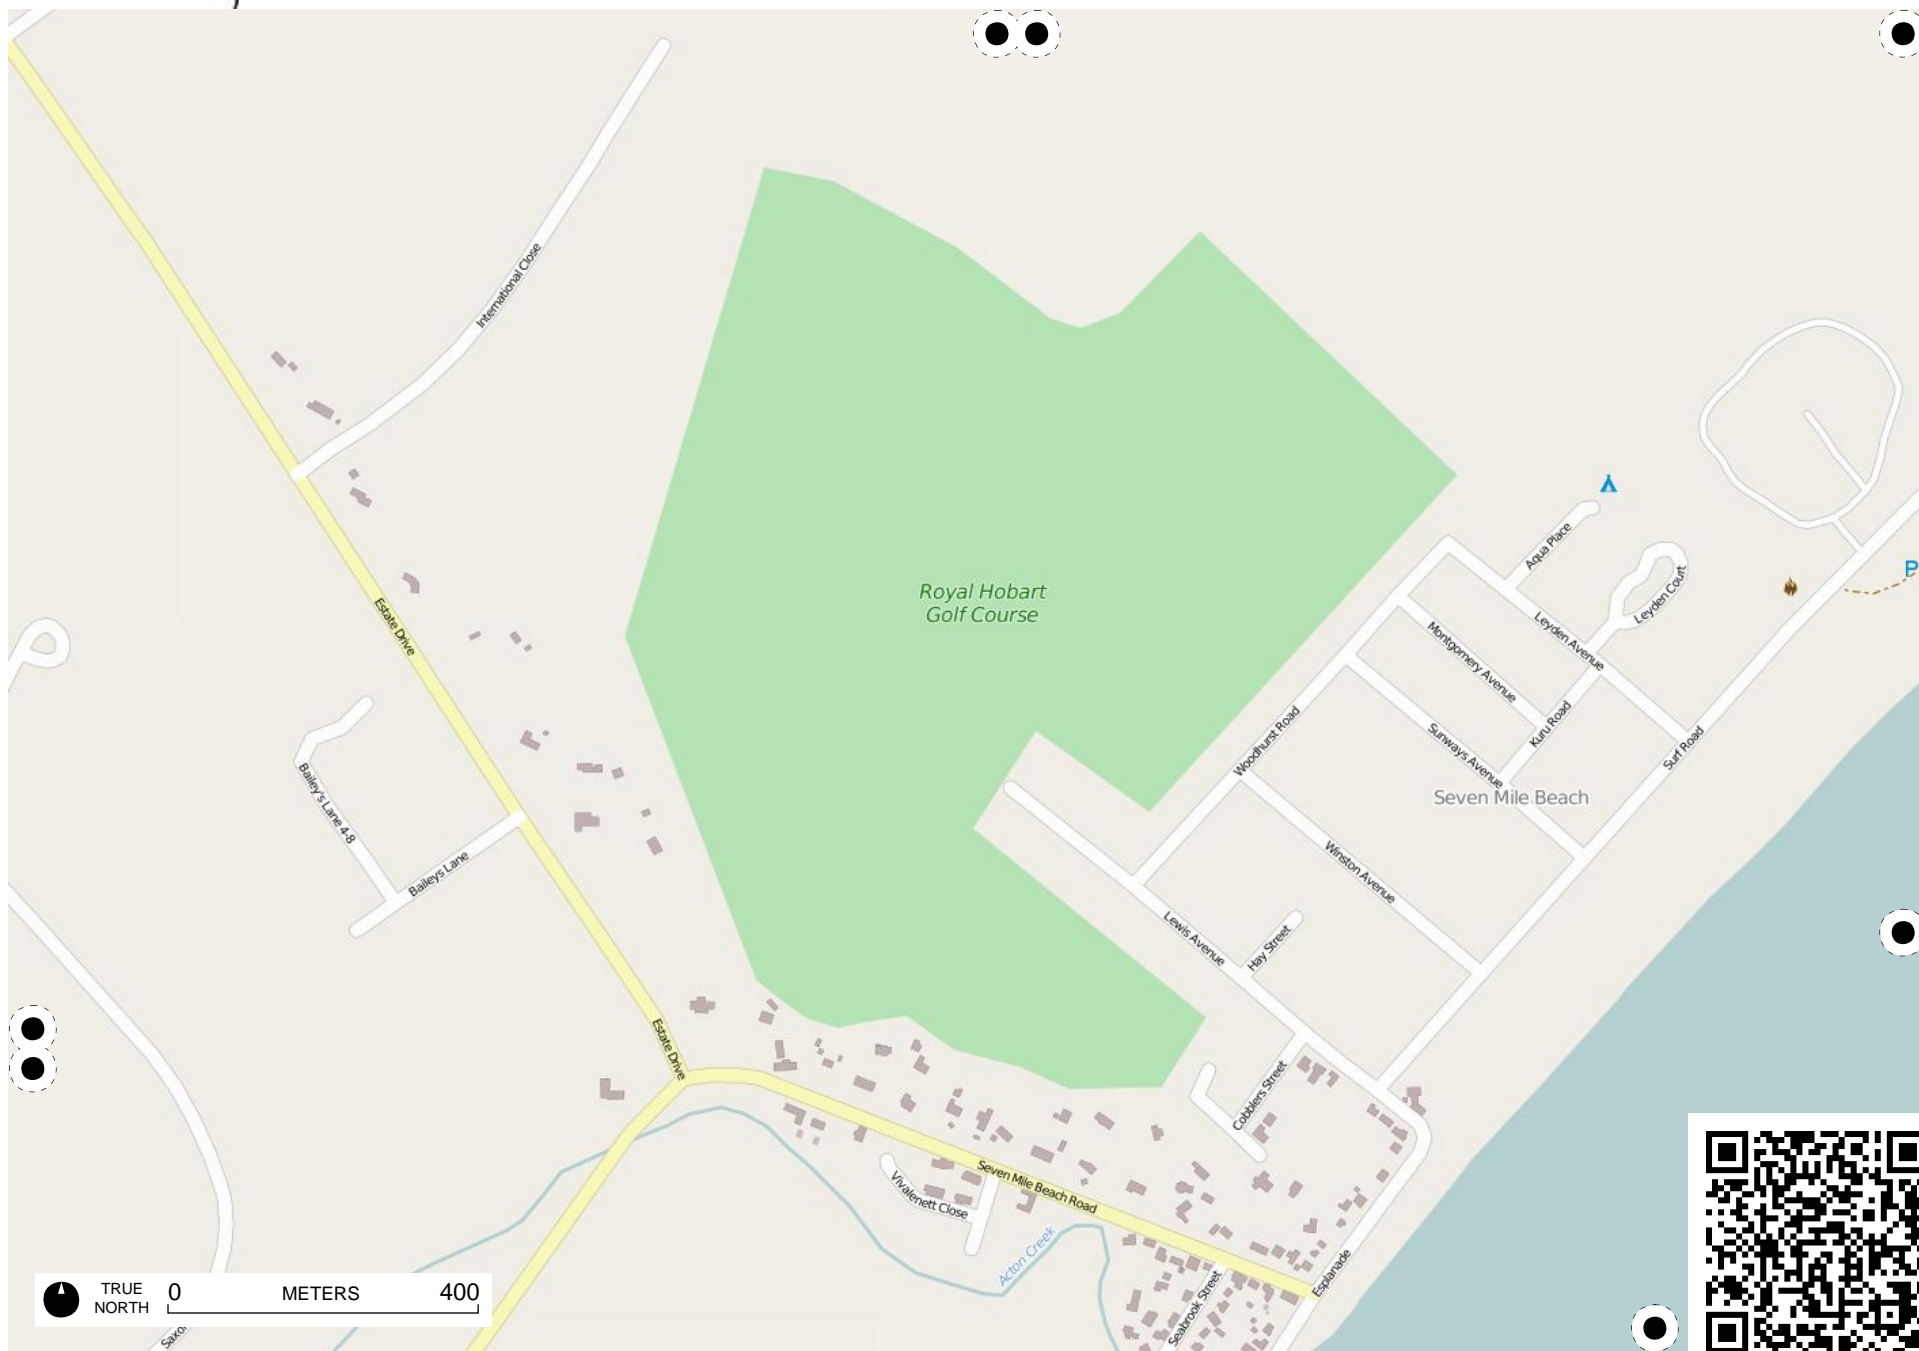 International Close
Estate Drive
Royal Hobart
Golf Course
Aqua Place
Leyden Court
P
Leyden Avenue
Montgomery Avenue
Kuru Road
Sunways Avenue
Surf Road
Woodhurst Road
Seven Mile Beach
Bailey's Lane 4-8
Baileys Lane
Winston Avenue
Lewis Avenue
Hay Street
Estate Drive
Cobblers Street
Seven Mile Beach Road
Vivalenett Close
Acton Creek
Esplanade
Seabrook Street
TRUE
NORTH
0 METERS 400